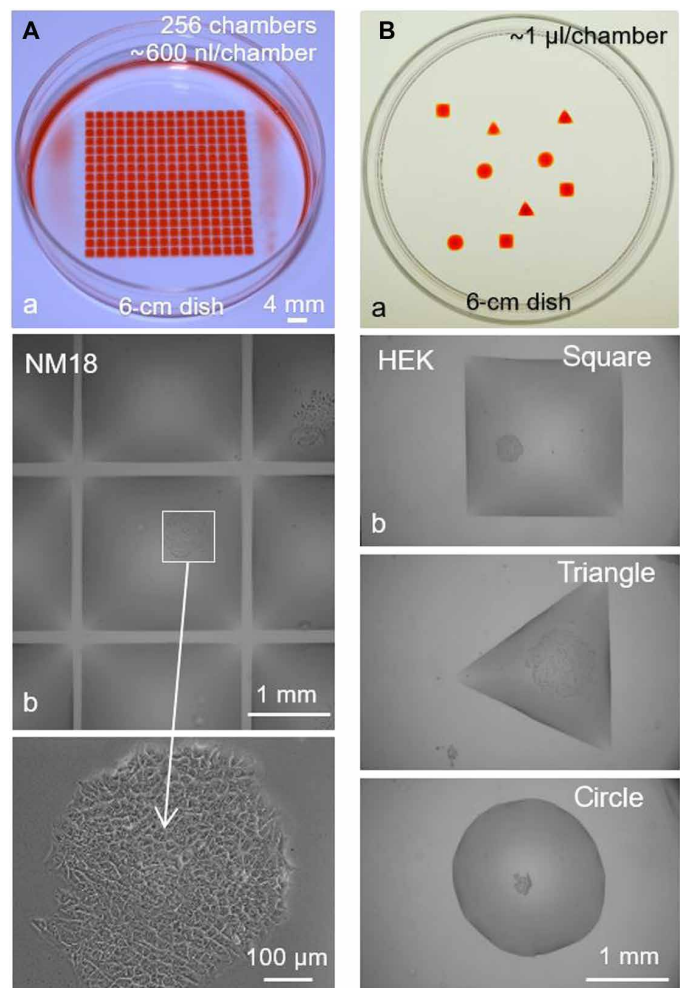 A
256 chambers
~600 nl/chamber
a
6-cm dish
4 mm
NM18
b
1 mm
100 µm
B
~1 µl/chamber
a
6-cm dish
HEK
Square
b
Triangle
Circle
1 mm